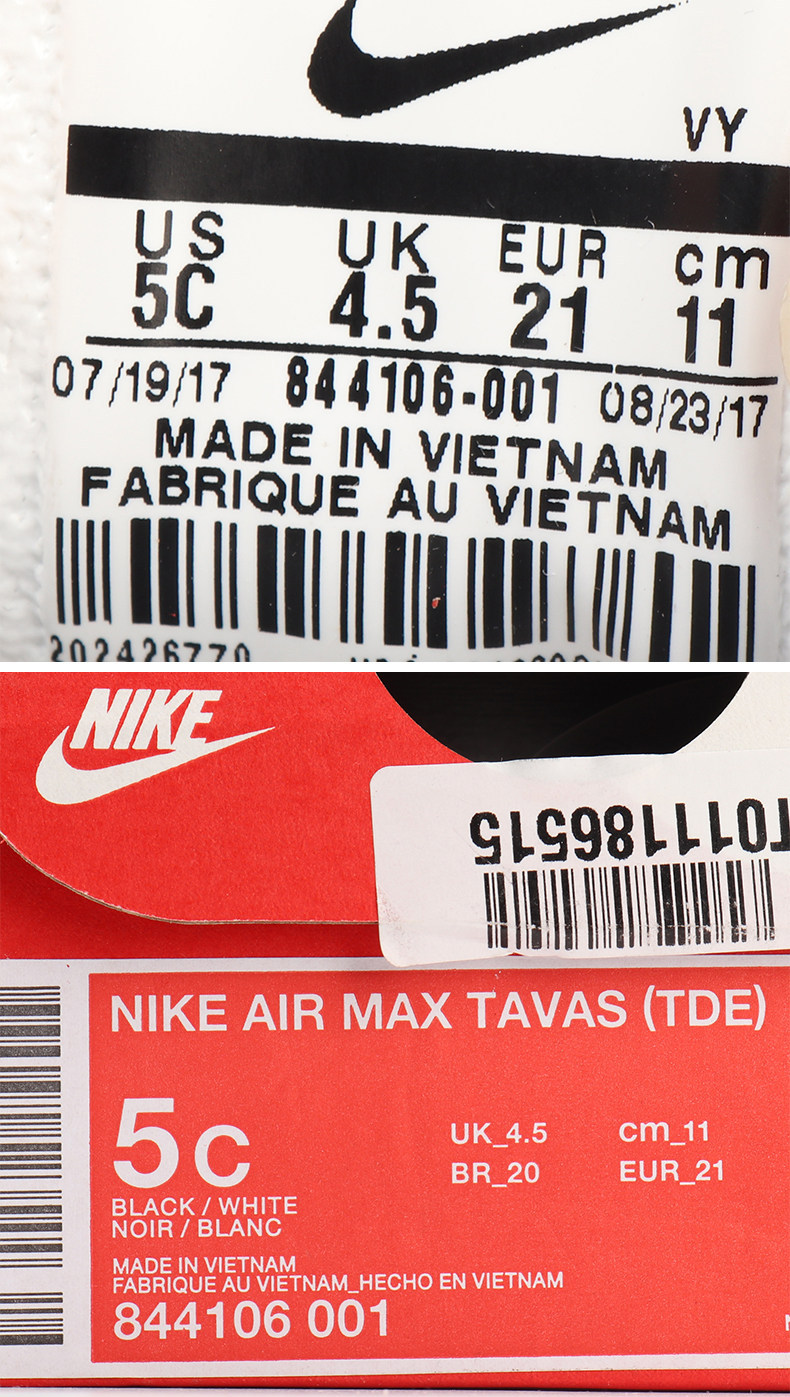 VY
US UK EUR cm
5C 4.5 21 11
07/19/17 844106-001 08/23/17
MADE IN VIETNAM
FABRIQUE AU VIETNAM
202426770
NIKE
T011186515
NIKE AIR MAX TAVAS (TDE)
5C
UK_4.5 cm_11
BR_20 EUR_21
BLACK / WHITE
NOIR / BLANC
MADE IN VIETNAM
FABRIQUE AU VIETNAM_HECHO EN VIETNAM
844106 001